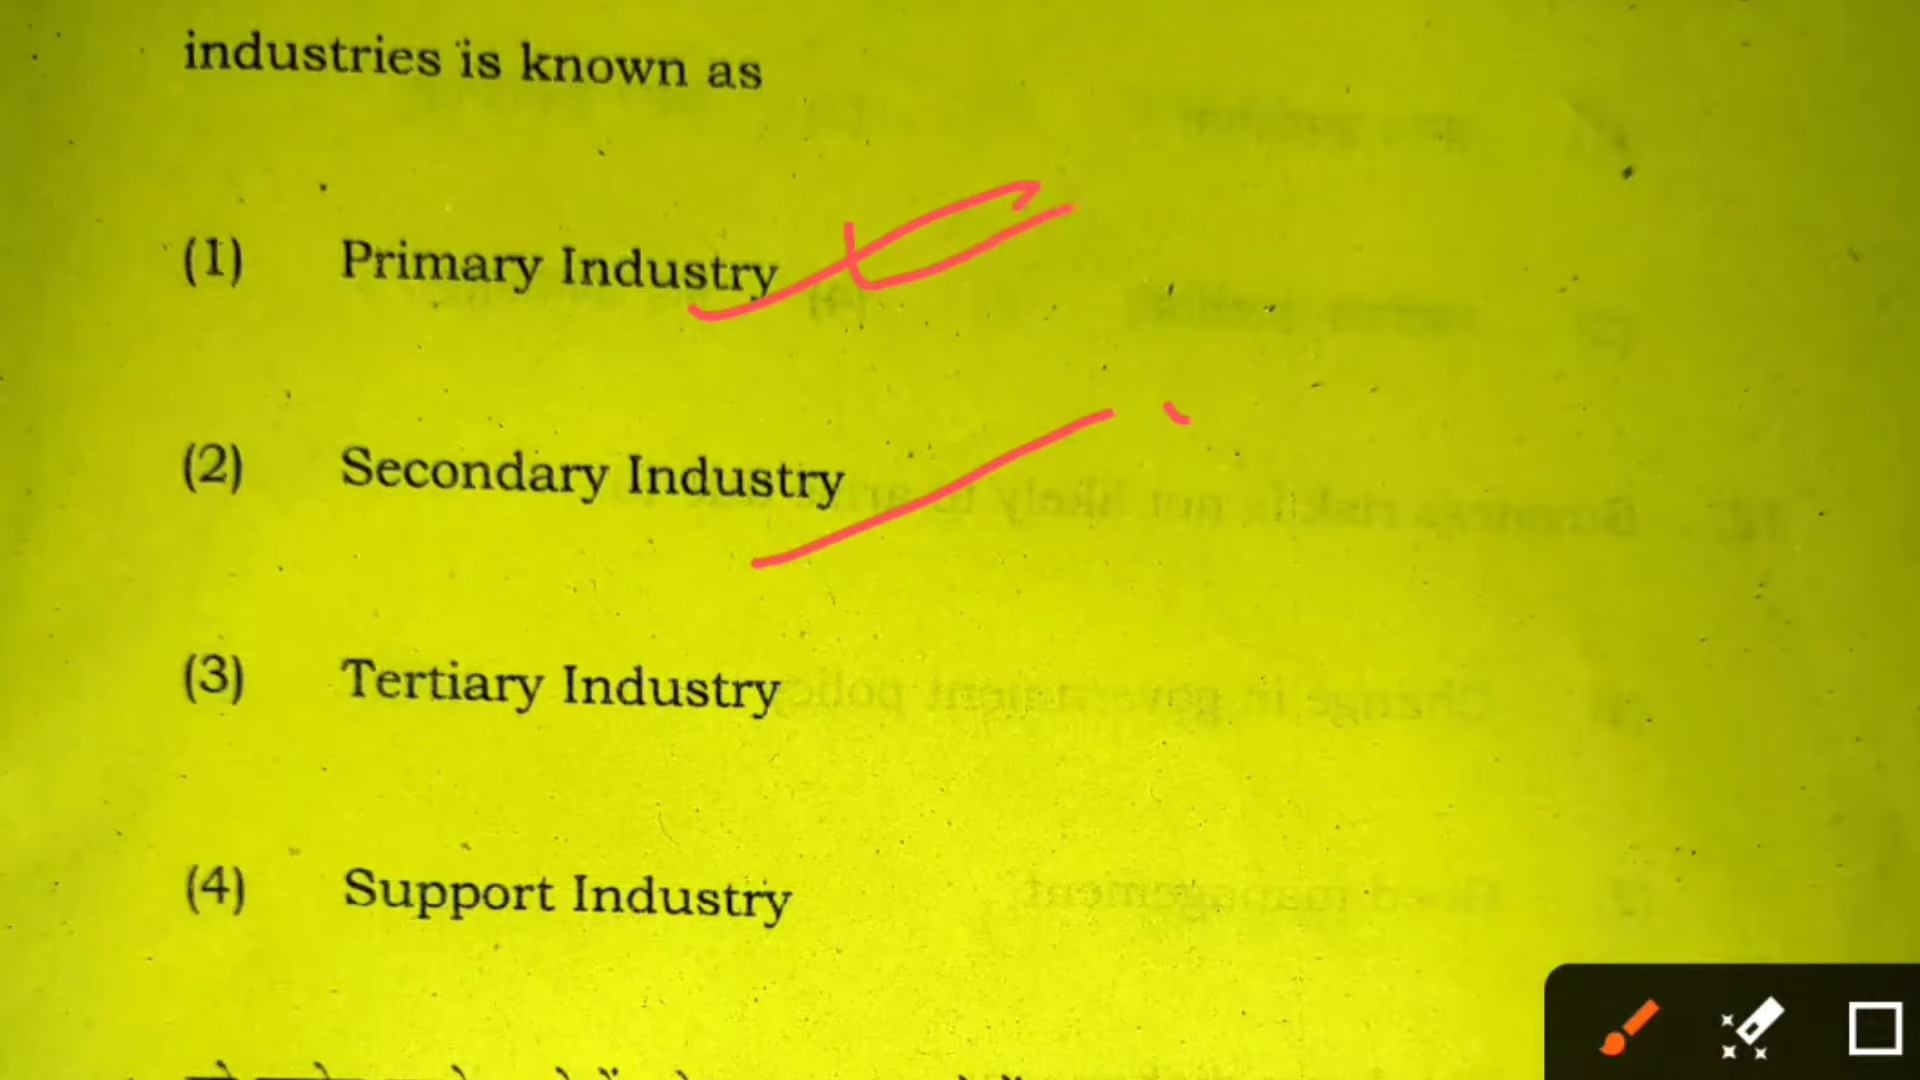 industries is known as
(1) Primary Industry
(2) Secondary Industry
(3) Tertiary Industry
(4) Support Industry